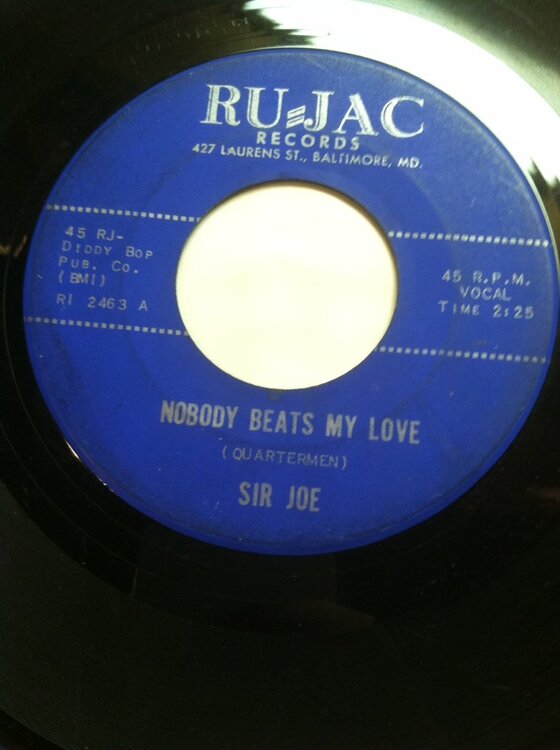 RU-JAC
RECORDS
427 LAURENS ST., BALTIMORE, MD.
45 RJ-
DIDDY BOP
PUB. CO.
(BMI)
RI 2463 A
45 R.P.M.
VOCAL
TIME 2:25
NOBODY BEATS MY LOVE
(QUARTERMEN)
SIR JOE